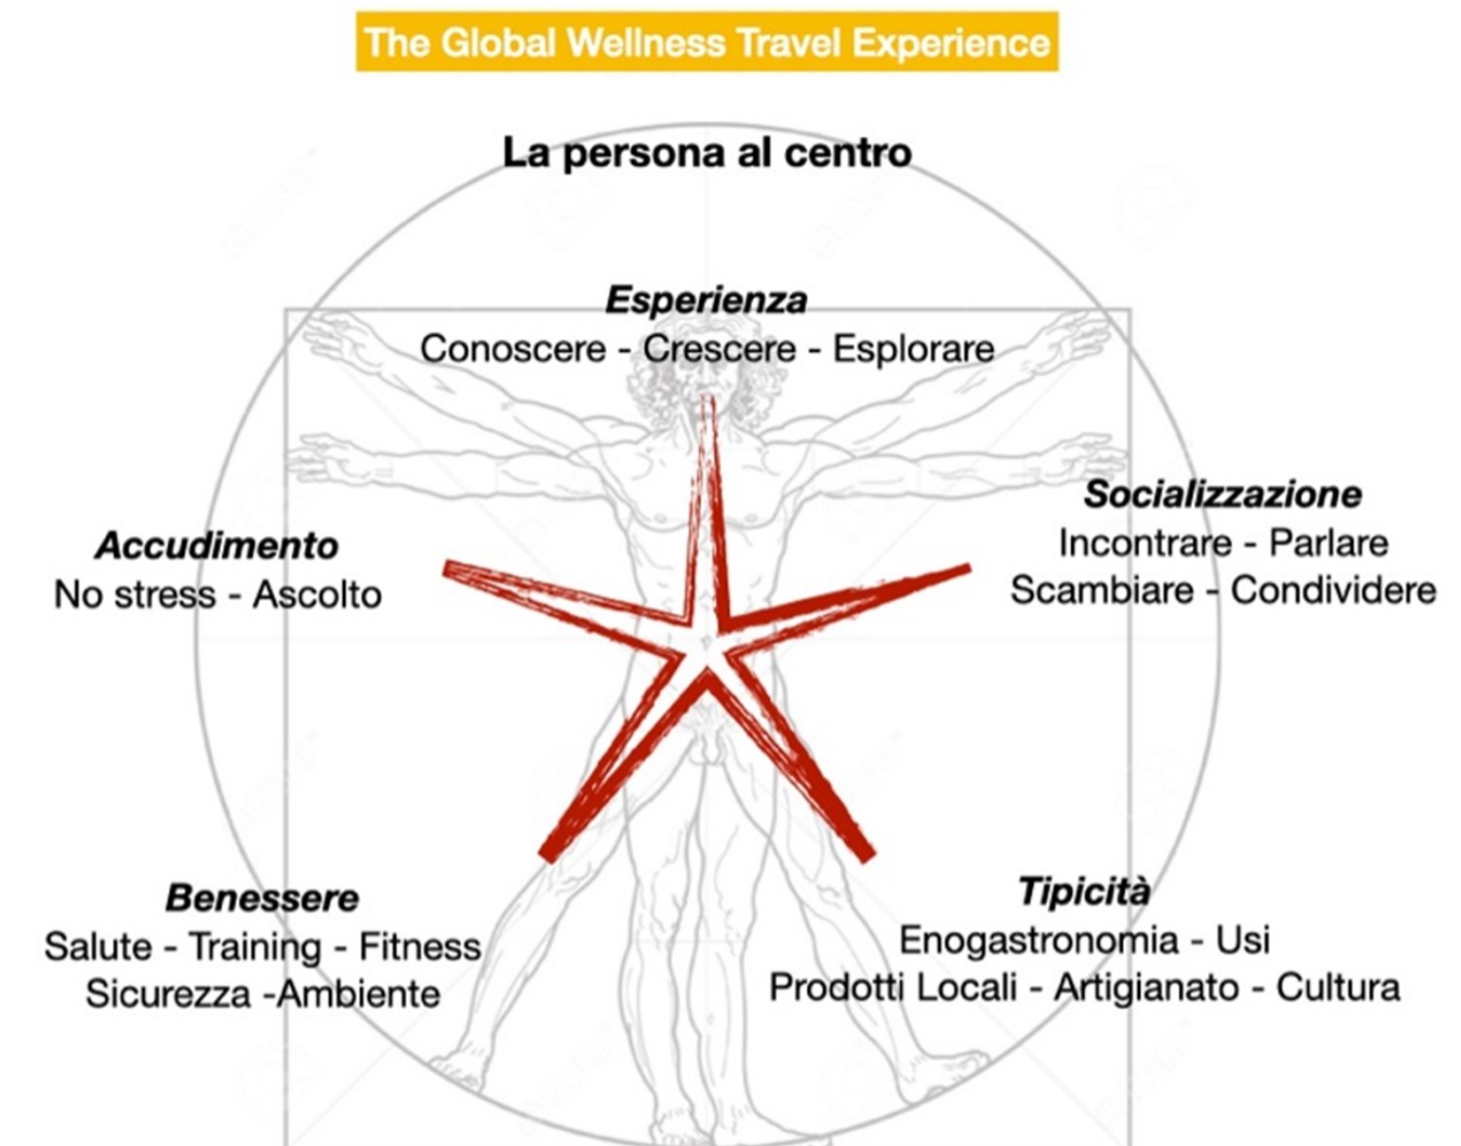 The Global Wellness Travel Experience
La persona al centro
Esperienza
Conoscere - Crescere - Esplorare
Socializzazione
Incontrare - Parlare
Scambiare - Condividere
Accudimento
No stress - Ascolto
Benessere
Salute - Training - Fitness
Sicurezza -Ambiente
Tipicità
Enogastronomia - Usi
Prodotti Locali - Artigianato - Cultura